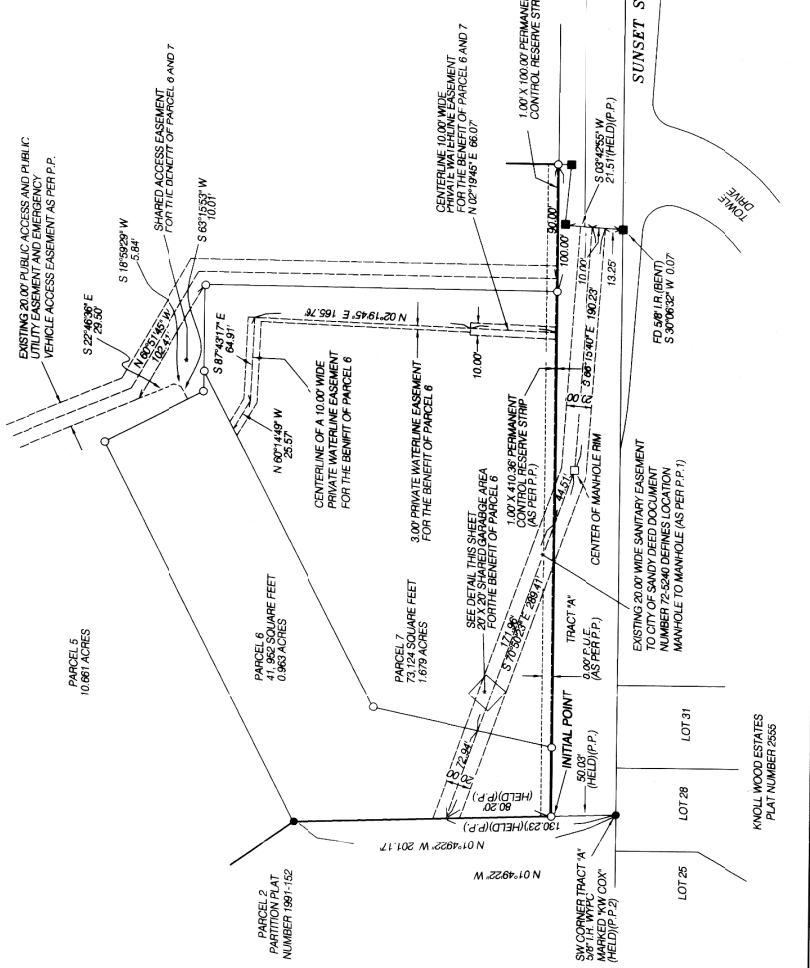 EXISTING 20.00' PUBLIC ACCESS AND PUBLIC
UTILITY EASEMENT AND EMERGENCY
VEHICLE ACCESS EASEMENT AS PER P.P.
S 18°59'29" W
5.84'
SHARED ACCESS EASEMENT
FOR THE BENEFIT OF PARCEL 6 AND 7
S 22°46'36" E
29.50'
S 63°15'53" W
10.01'
N 60°51'45" W
102.41'
S 87°43'17" E
64.91'
N 02°19'45" E 165.76'
N 60°14'49" W
25.57'
CENTERLINE OF A 10.00' WIDE
PRIVATE WATERLINE EASEMENT
FOR THE BENIFIT OF PARCEL 6
CENTERLINE 10.00' WIDE
PRIVATE WATERLINE EASEMENT
FOR THE BENEFIT OF PARCEL 6 AND 7
N 02°19'45" E 66.07'
1.00' X 100.00' PERMANE
CONTROL RESERVE STRIP
SUNSET S
10.00'
3.00' PRIVATE WATERLINE EASEMENT
FOR THE BENEFIT OF PARCEL 6
90.00'
100.00'
S 03°42'55" W
21.51'(HELD)(P.P.)
TOWLE
DRIVE
10.00'
13.25'
FD 5/8" I.R.(BENT)
S 30°06'32" W 0.07'
PARCEL 5
10.661 ACRES
PARCEL 6
41, 952 SQUARE FEET
0.963 ACRES
PARCEL 7
73,124 SQUARE FEET
1.679 ACRES
SEE DETAIL THIS SHEET
20' X 20' SHARED GARABGE AREA
FORTHE BENEFIT OF PARCEL 6
1.00' X 410.36' PERMANENT
CONTROL RESERVE STRIP
(AS PER P.P.)
S 66°15'40" E 190.23'
20.00'
44.51'
CENTER OF MANHOLE RIM
171.96'
S 70°50'23" E 289.41'
TRACT "A"
0.00' P.U.E.
(AS PER P.P.)
EXISTING 20.00' WIDE SANITARY EASEMENT
TO CITY OF SANDY DEED DOCUMENT
NUMBER 72-5240 DEFINES LOCATION
MANHOLE TO MANHOLE (AS PER P.P.1)
72.94'
20.00'
INITIAL POINT
50.03'
(HELD)(P.P.)
80.20'
(HELD)(P.P.)
130.23'(HELD)(P.P.)
N 01°49'22" W 201.17'
N 01°49'22" W
PARCEL 2
PARTITION PLAT
NUMBER 1991-152
SW CORNER TRACT "A"
5/8" I.R. WYPC
MARKED "KW COX"
(HELD)(P.P.2)
LOT 31
LOT 28
LOT 25
KNOLL WOOD ESTATES
PLAT NUMBER 2555